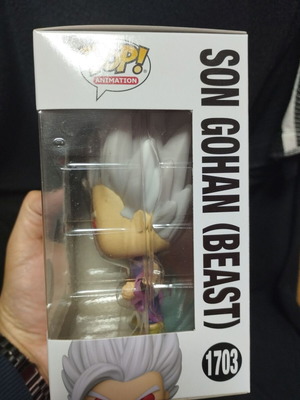 POP!
ANIMATION
SON GOHAN (BEAST)
1703